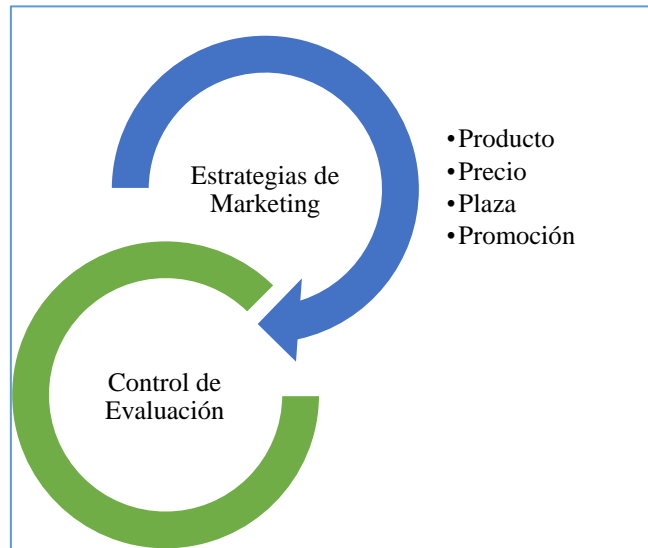 Estrategias de
Marketing
•Producto
•Precio
•Plaza
•Promoción
Control de
Evaluación